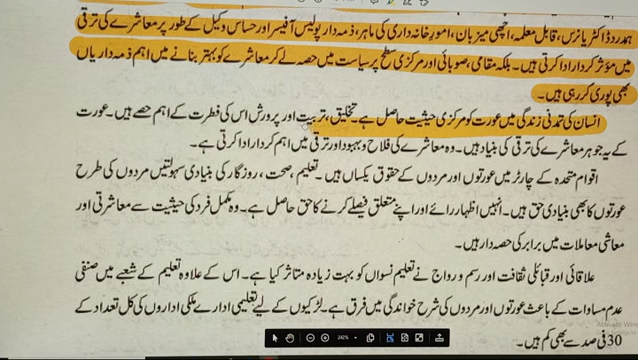 ہمدرد ڈاکٹر یا نرس، قابل معلمہ، اچھی میزبان، امورِ خانہ داری کی ماہر، ذمہ دار پولیس آفیسر اور حساس وکیل کے طور پر معاشرے کی ترقی
میں مؤثر کردار ادا کرتی ہیں۔ بلکہ مقامی، صوبائی اور مرکزی سطح پر سیاست میں حصہ لے کر معاشرے کو بہتر بنانے میں اہم ذمہ داریاں
بھی پوری کر رہی ہیں۔
انسان کی تمدنی زندگی میں عورت کو مرکزی حیثیت حاصل ہے۔ تخلیق، تربیت اور پرورش اس کی فطرت کے اہم حصے ہیں۔ عورت
کے یہ جوہر معاشرے کی ترقی کی بنیاد ہیں۔ وہ معاشرے کی فلاح و بہبود اور ترقی میں اہم کردار ادا کرتی ہے۔
اقوام متحدہ کے چارٹر میں عورتوں اور مردوں کے حقوق یکساں ہیں۔ تعلیم، صحت، روزگار کی بنیادی سہولتیں مردوں کی طرح
عورتوں کا بھی بنیادی حق ہیں۔ انہیں اظہار رائے اور اپنے متعلق فیصلے کرنے کا حق حاصل ہے۔ وہ مکمل فرد کی حیثیت سے معاشرتی اور
معاشی معاملات میں برابر کی حصہ دار ہیں۔
علاقائی اور قبائلی ثقافت اور رسم و رواج نے تعلیم نسواں کو بہت زیادہ متاثر کیا ہے۔ اس کے علاوہ تعلیم کے شعبے میں صنفی
عدم مساوات کے باعث عورتوں اور مردوں کی شرح خواندگی میں فرق ہے۔ لڑکیوں کے لیے تعلیمی ادارے ملکی اداروں کی کل تعداد کے
30 فی صد سے بھی کم ہیں۔
242%